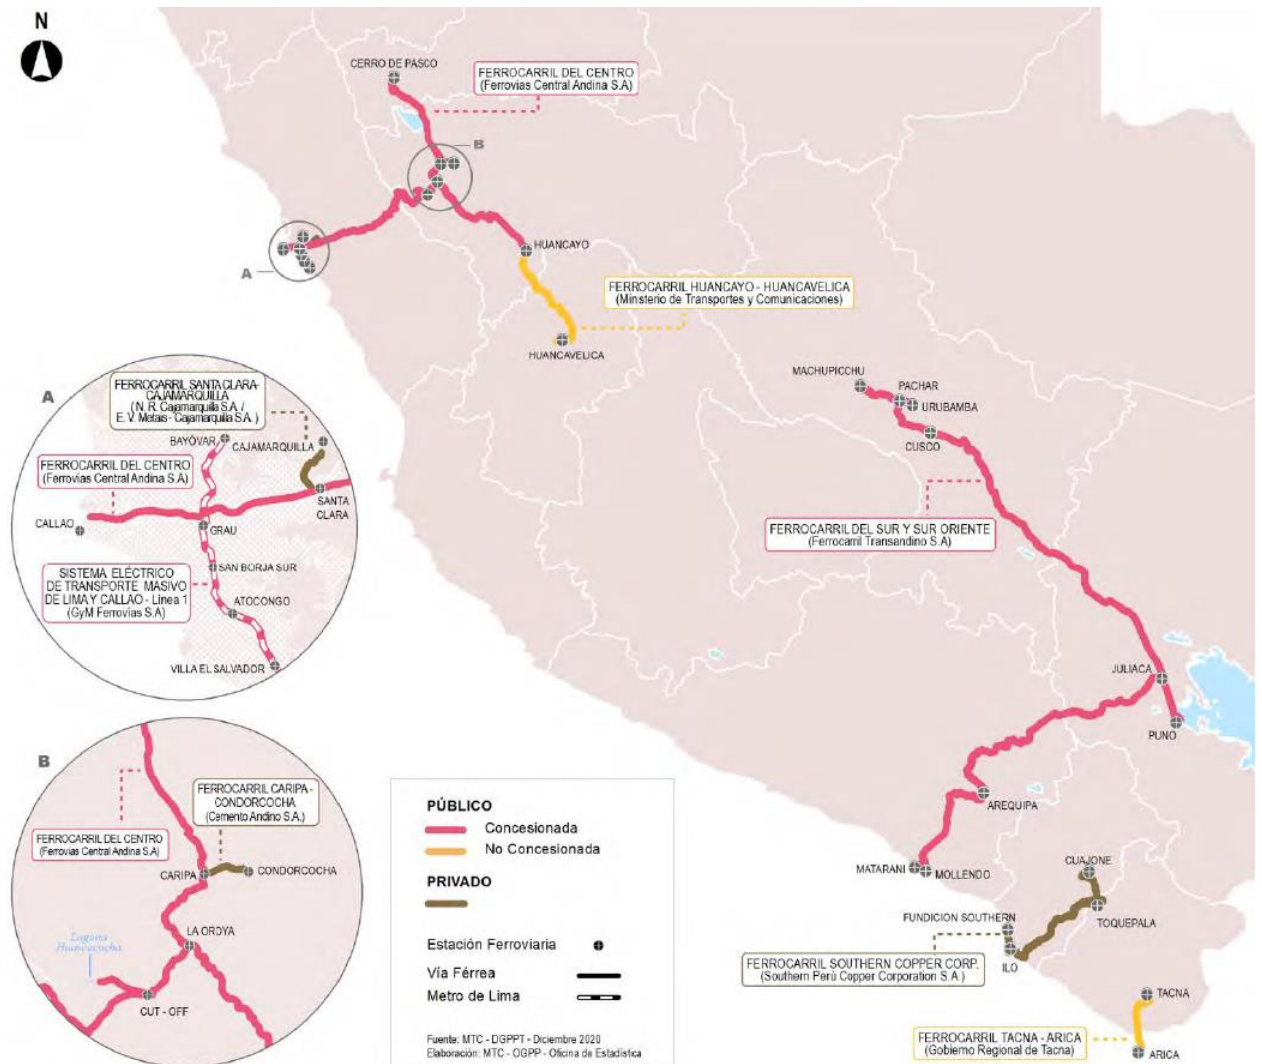 N
CERRO DE PASCO
FERROCARRIL DEL CENTRO
(Ferrovias Central Andina S.A)
B
A
HUANCAYO
FERROCARRIL HUANCAYO - HUANCAVELICA
(Ministerio de Transportes y Comunicaciones)
HUANCAVELICA
MACHUPICCHU
PACHAR
URUBAMBA
CUSCO
FERROCARRIL DEL SUR Y SUR ORIENTE
(Ferrocarril Transandino S.A)
JULIACA
PUNO
AREQUIPA
MATARANI
MOLLENDO
CUAJONE
TOQUEPALA
FUNDICION SOUTHERN
ILO
FERROCARRIL SOUTHERN COPPER CORP.
(Southern Perú Copper Corporation S.A.)
TACNA
FERROCARRIL TACNA - ARICA
(Gobierno Regional de Tacna)
ARICA
A
FERROCARRIL SANTA CLARA-
CAJAMARQUILLA
(N. R. Cajamarquilla S.A. /
E. V. Metais - Cajamarquilla S.A. )
BAYÓVAR
CAJAMARQUILLA
FERROCARRIL DEL CENTRO
(Ferrovias Central Andina S.A)
SANTA
CLARA
CALLAO
GRAU
SAN BORJA SUR
SISTEMA ELÉCTRICO
DE TRANSPORTE MASIVO
DE LIMA Y CALLAO - Linea 1
(GyM Ferrovías S.A)
ATOCONGO
VILLA EL SALVADOR
B
FERROCARRIL CARIPA -
CONDORCOCHA
(Cemento Andino S.A.)
FERROCARRIL DEL CENTRO
(Ferrovias Central Andina S.A)
CARIPA
CONDORCOCHA
LA OROYA
Laguna
Huascacocha
CUT - OFF
PÚBLICO
Concesionada
No Concesionada
PRIVADO
Estación Ferroviaria
Vía Férrea
Metro de Lima
Fuente: MTC - DGPPT - Diciembre 2020
Elaboración: MTC - OGPP - Oficina de Estadística